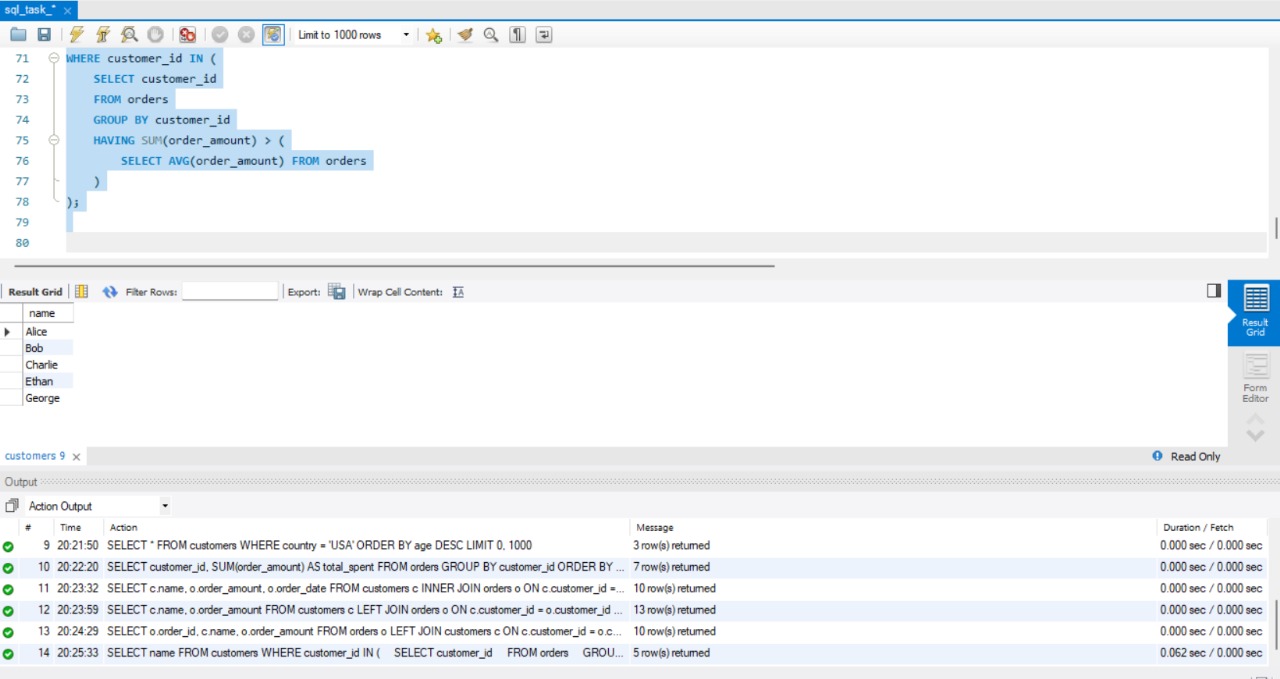 sql_task_*
Limit to 1000 rows
71 WHERE customer_id IN (
72 SELECT customer_id
73 FROM orders
74 GROUP BY customer_id
75 HAVING SUM(order_amount) > (
76 SELECT AVG(order_amount) FROM orders
77 )
78 );
79
80
Result Grid Filter Rows: Export: Wrap Cell Content:
name
Alice
Bob
Charlie
Ethan
George
Result
Grid
Form
Editor
customers 9 Read Only
Output
Action Output
# Time Action Message Duration / Fetch
9 20:21:50 SELECT * FROM customers WHERE country = 'USA' ORDER BY age DESC LIMIT 0, 1000 3 row(s) returned 0.000 sec / 0.000 sec
10 20:22:20 SELECT customer_id, SUM(order_amount) AS total_spent FROM orders GROUP BY customer_id ORDER BY ... 7 row(s) returned 0.000 sec / 0.000 sec
11 20:23:32 SELECT c.name, o.order_amount, o.order_date FROM customers c INNER JOIN orders o ON c.customer_id =... 10 row(s) returned 0.000 sec / 0.000 sec
12 20:23:59 SELECT c.name, o.order_amount FROM customers c LEFT JOIN orders o ON c.customer_id = o.customer_id ... 13 row(s) returned 0.000 sec / 0.000 sec
13 20:24:29 SELECT o.order_id, c.name, o.order_amount FROM orders o LEFT JOIN customers c ON c.customer_id = o.c... 10 row(s) returned 0.000 sec / 0.000 sec
14 20:25:33 SELECT name FROM customers WHERE customer_id IN ( SELECT customer_id FROM orders GROU... 5 row(s) returned 0.062 sec / 0.000 sec